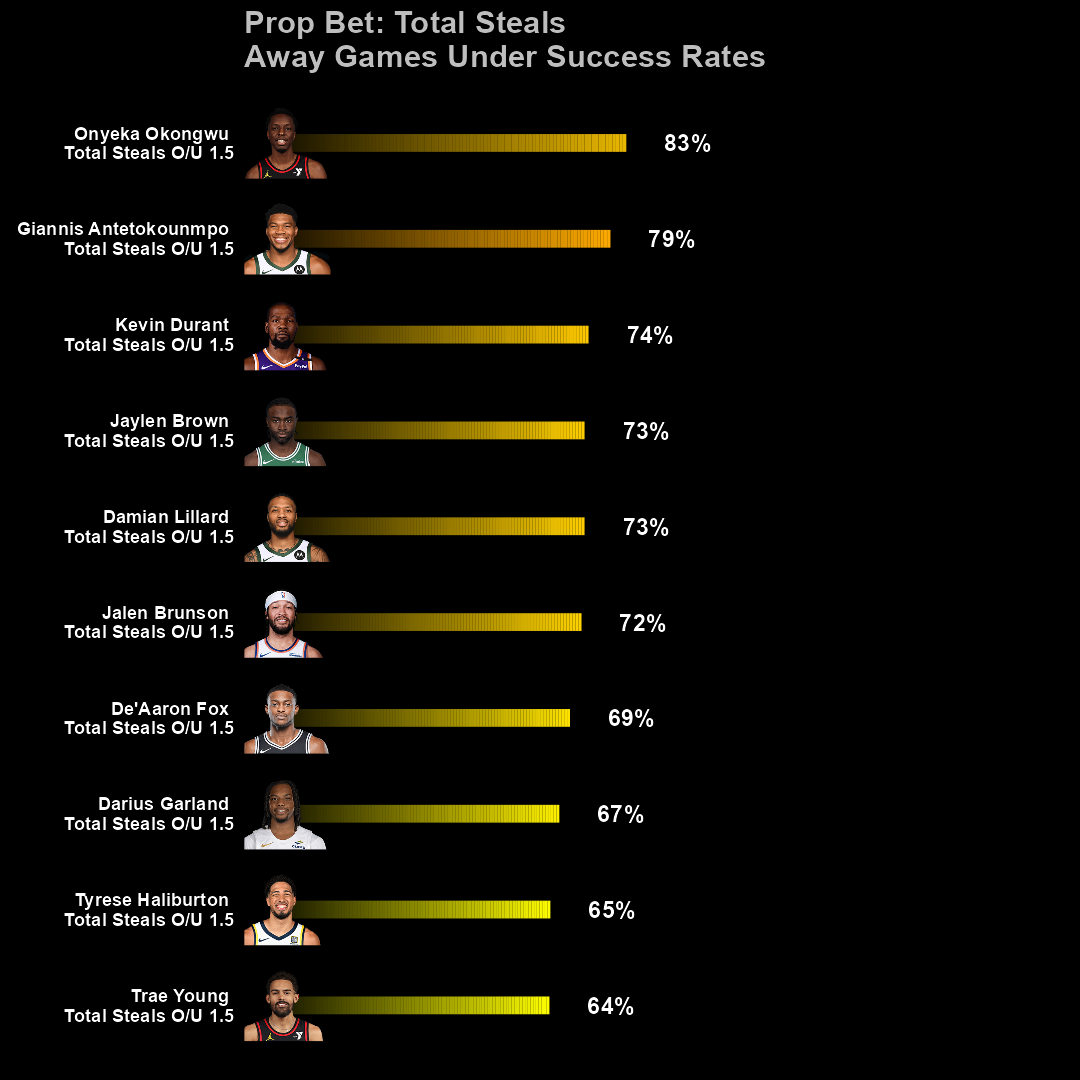 Prop Bet: Total Steals
Away Games Under Success Rates
Onyeka Okongwu
Total Steals O/U 1.5
83%
Giannis Antetokounmpo
Total Steals O/U 1.5
79%
Kevin Durant
Total Steals O/U 1.5
74%
Jaylen Brown
Total Steals O/U 1.5
73%
Damian Lillard
Total Steals O/U 1.5
73%
Jalen Brunson
Total Steals O/U 1.5
72%
De'Aaron Fox
Total Steals O/U 1.5
69%
Darius Garland
Total Steals O/U 1.5
67%
Tyrese Haliburton
Total Steals O/U 1.5
65%
Trae Young
Total Steals O/U 1.5
64%